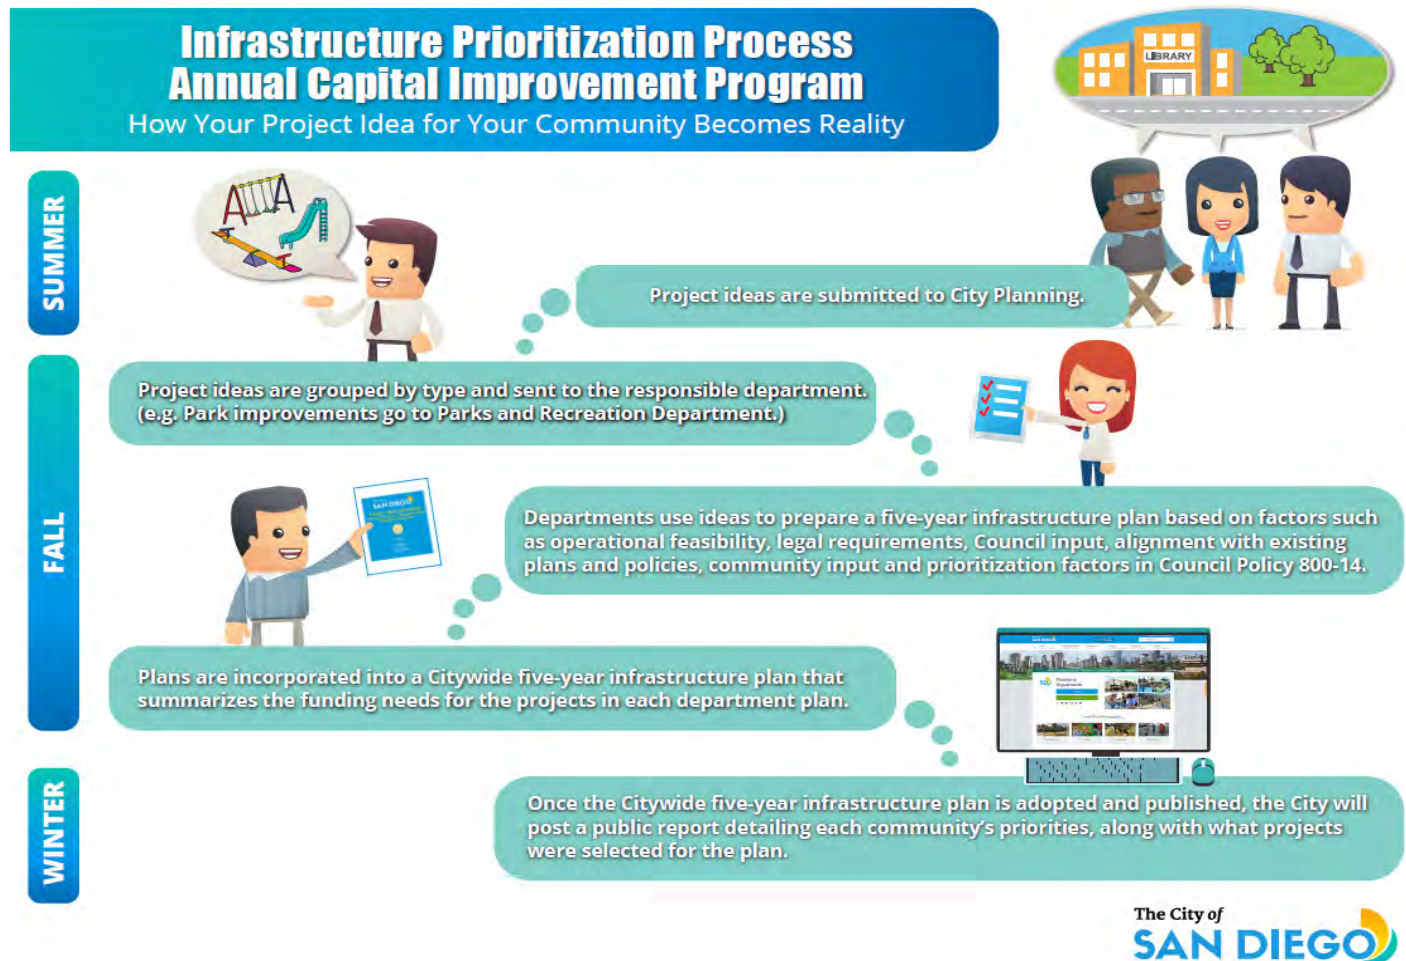 Infrastructure Prioritization Process
Annual Capital Improvement Program
How Your Project Idea for Your Community Becomes Reality
LIBRARY
SUMMER
Project ideas are submitted to City Planning.
FALL
Project ideas are grouped by type and sent to the responsible department.
(e.g. Park improvements go to Parks and Recreation Department.)
SAN DIEGO
Departments use ideas to prepare a five-year infrastructure plan based on factors such
as operational feasibility, legal requirements, Council input, alignment with existing
plans and policies, community input and prioritization factors in Council Policy 800-14.
Plans are incorporated into a Citywide five-year infrastructure plan that
summarizes the funding needs for the projects in each department plan.
WINTER
Once the Citywide five-year infrastructure plan is adopted and published, the City will
post a public report detailing each community's priorities, along with what projects
were selected for the plan.
The City of
SAN DIEGO